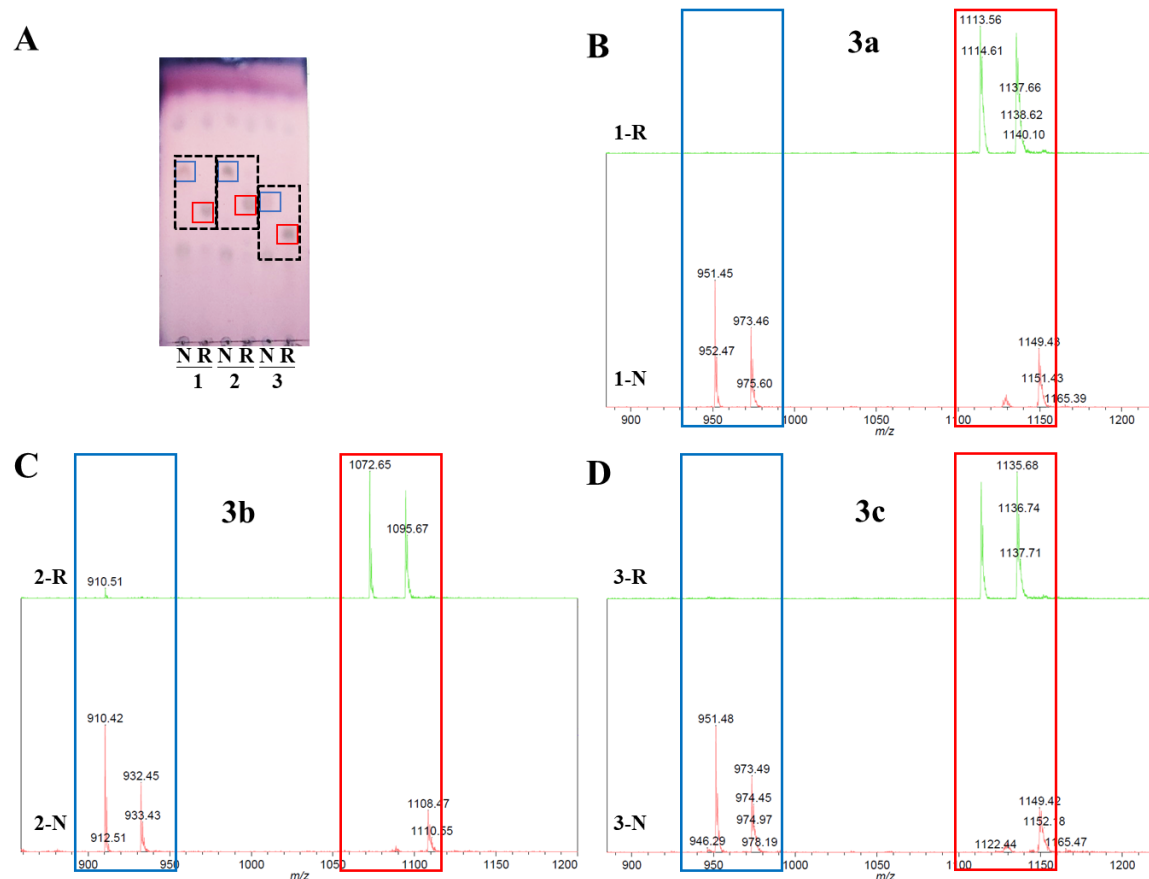 A
N R N R N R
1 2 3
B
3a
1-R
1113.56
1114.61
1137.66
1138.62
1140.10
1-N
951.45
952.47
973.46
975.60
1149.43
1151.43
1165.39
900 950 1000 1050 1100 1150 1200
m/z
C
3b
2-R
910.51
1072.65
1095.67
2-N
910.42
912.51
932.45
933.43
1108.47
1110.55
900 950 1000 1050 1100 1150 1200
m/z
D
3c
3-R
1135.68
1136.74
1137.71
3-N
951.48
946.29
973.49
974.45
974.97
978.19
1122.44
1149.42
1152.18
1165.47
900 950 1000 1050 1100 1150 1200
m/z